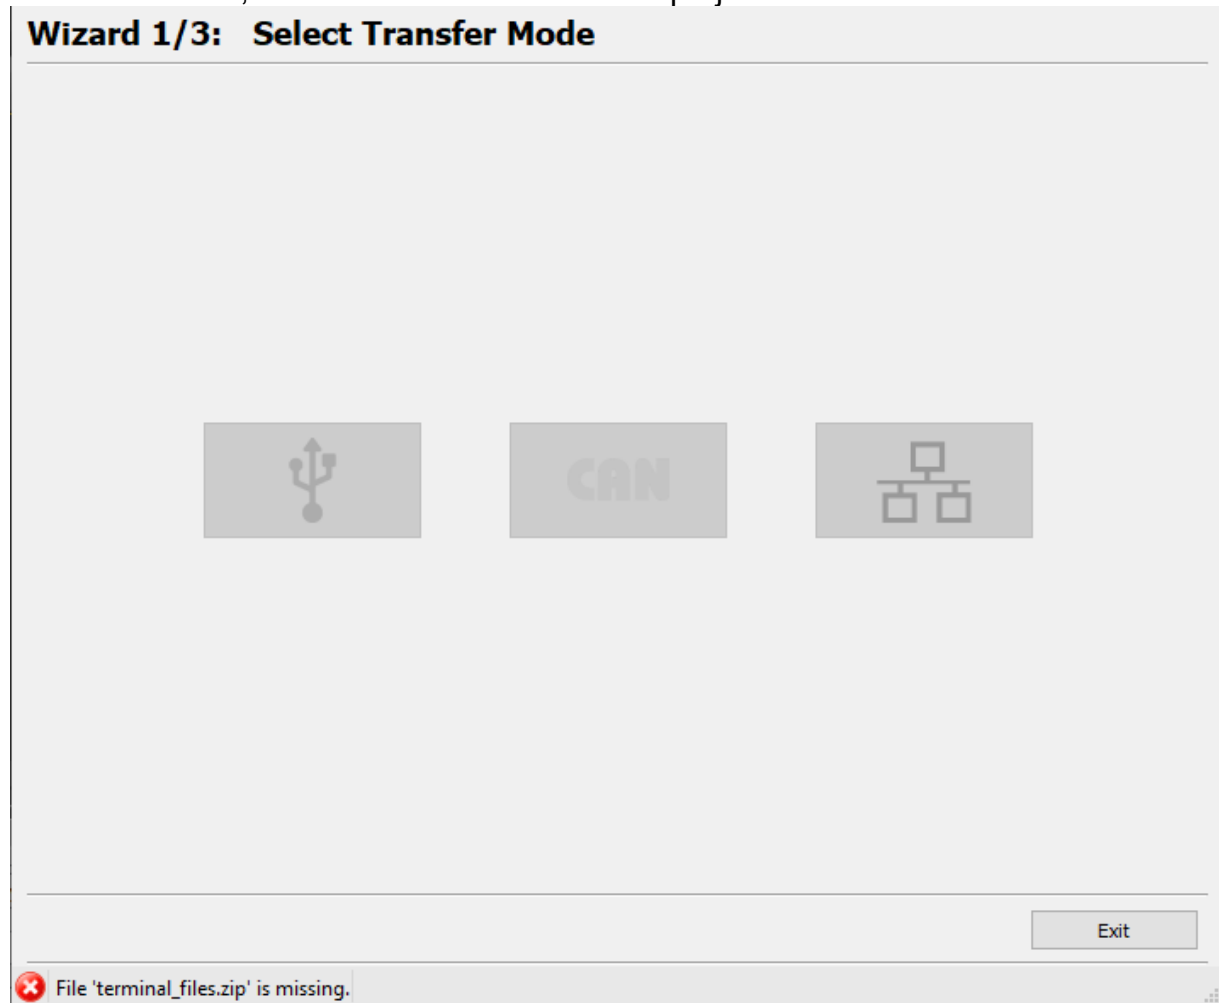 Wizard 1/3: Select Transfer Mode
CAN
Exit
File 'terminal_files.zip' is missing.